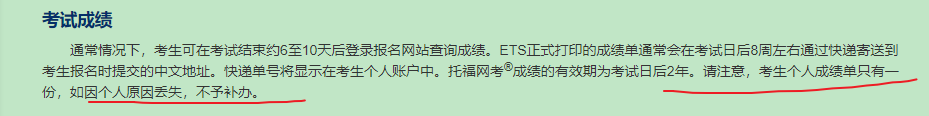 考试成绩
通常情况下，考生可在考试结束约6至10天后登录报名网站查询成绩。ETS正式打印的成绩单通常会在考试日后8周左右通过快递寄送到
考生报名时提交的中文地址。快递单号将显示在考生个人账户中。托福网考®成绩的有效期为考试日后2年。请注意，考生个人成绩单只有一
份，如因个人原因丢失，不予补办。